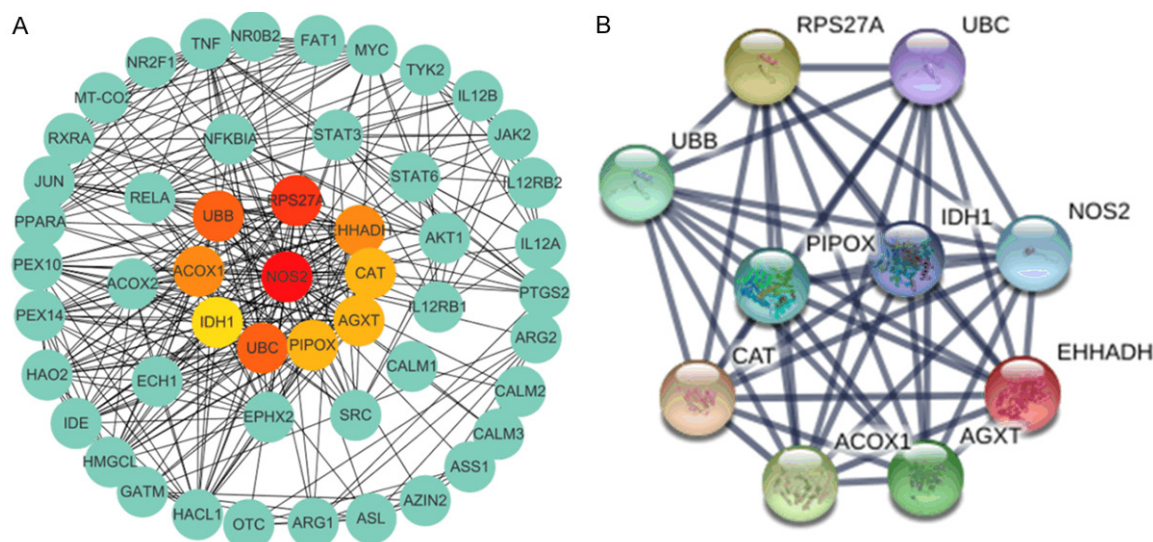 A
TNF
NR0B2
FAT1
MYC
NR2F1
TYK2
MT-CO2
IL12B
RXRA
NFKBIA
STAT3
JAK2
JUN
RELA
STAT6
IL12RB2
PPARA
UBB
RPS27A
EHHADH
AKT1
IL12A
PEX10
ACOX2
ACOX1
NOS2
CAT
PTGS2
PEX14
IDH1
AGXT
IL12RB1
ARG2
HAO2
UBC
PIPOX
CALM1
ECH1
CALM2
IDE
EPHX2
SRC
CALM3
HMGCL
ASS1
GATM
AZIN2
HACL1
OTC
ARG1
ASL
B
RPS27A
UBC
UBB
IDH1
NOS2
PIPOX
CAT
EHHADH
ACOX1
AGXT